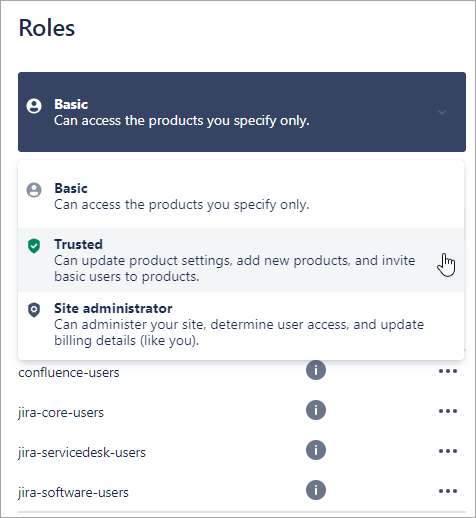 Roles
Basic
Can access the products you specify only.
Basic
Can access the products you specify only.
Trusted
Can update product settings, add new products, and invite
basic users to products.
Site administrator
Can administer your site, determine user access, and update
billing details (like you).
confluence-users
jira-core-users
jira-servicedesk-users
jira-software-users